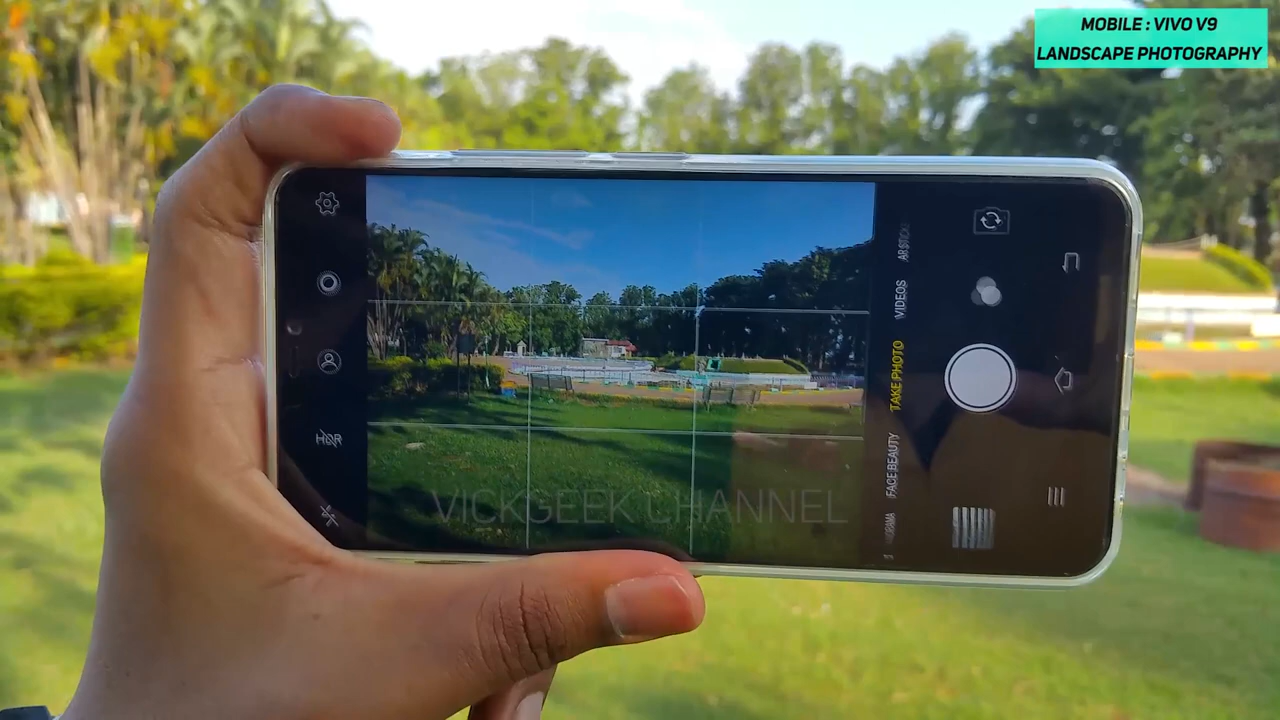 MOBILE : VIVO V9
LANDSCAPE PHOTOGRAPHY
VIDEOS
TAKE PHOTO
FACE BEAUTY
HDR
VICKGEEK CHANNEL